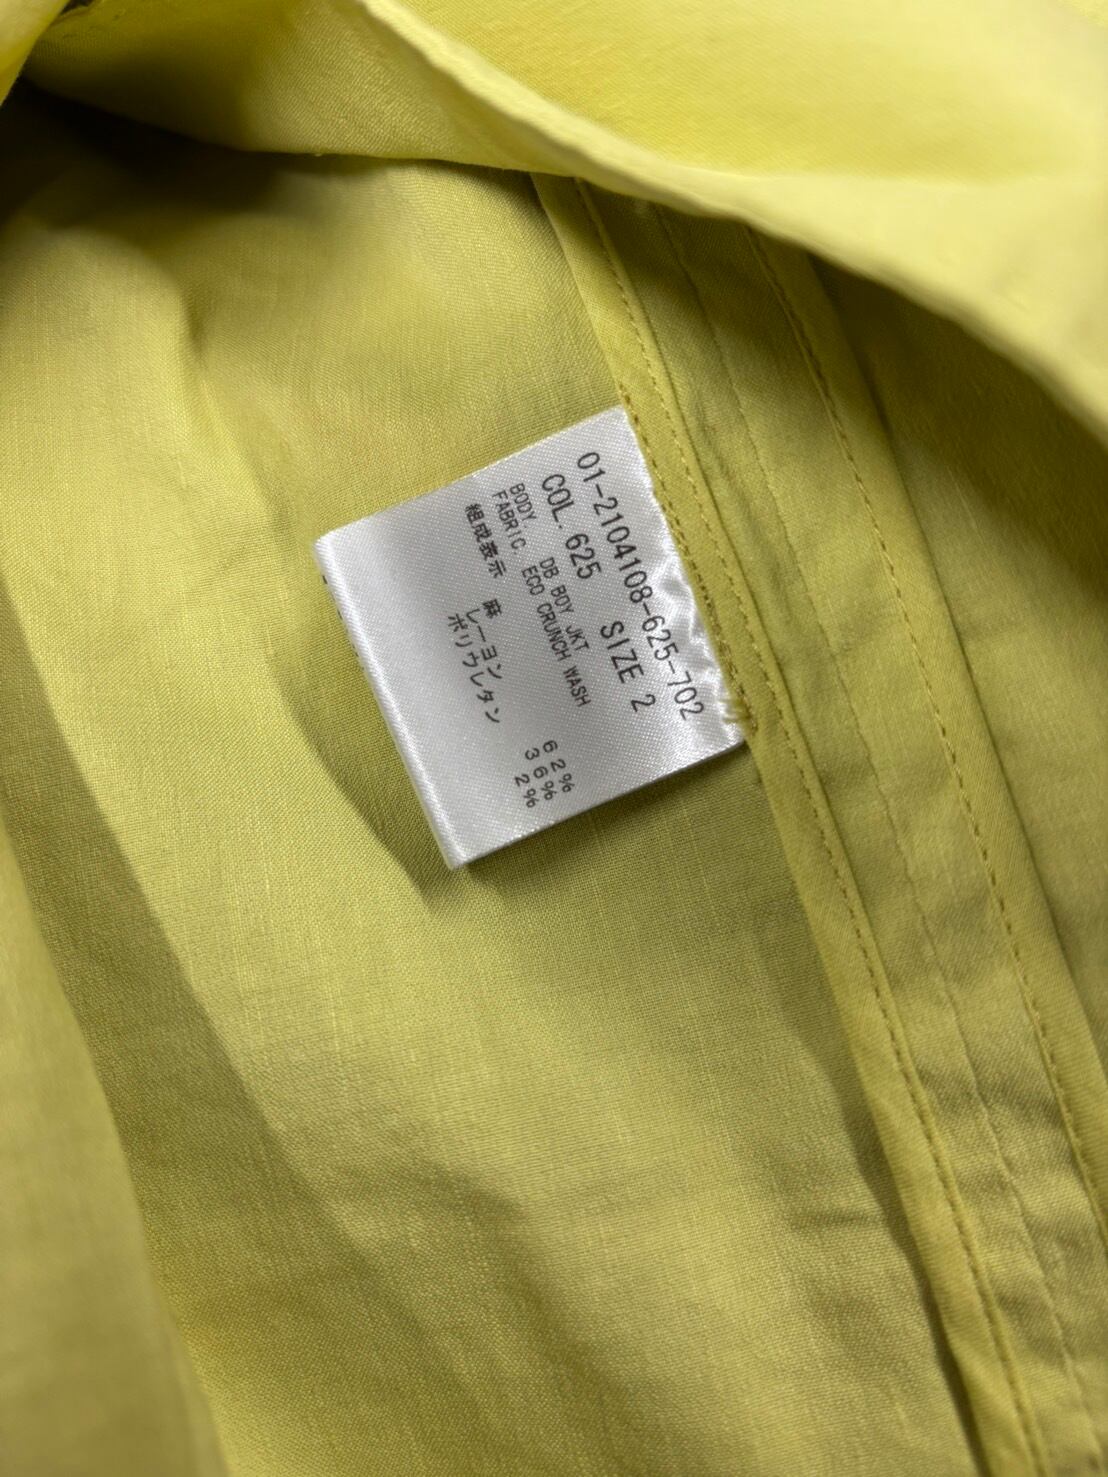 01-2104108-625-702
COL. 625 SIZE 2
BODY. DB BOY JKT
FABRIC. ECO CRUNCH WASH
組成表示 麻 62%
レーヨン 36%
ポリウレタン 2%